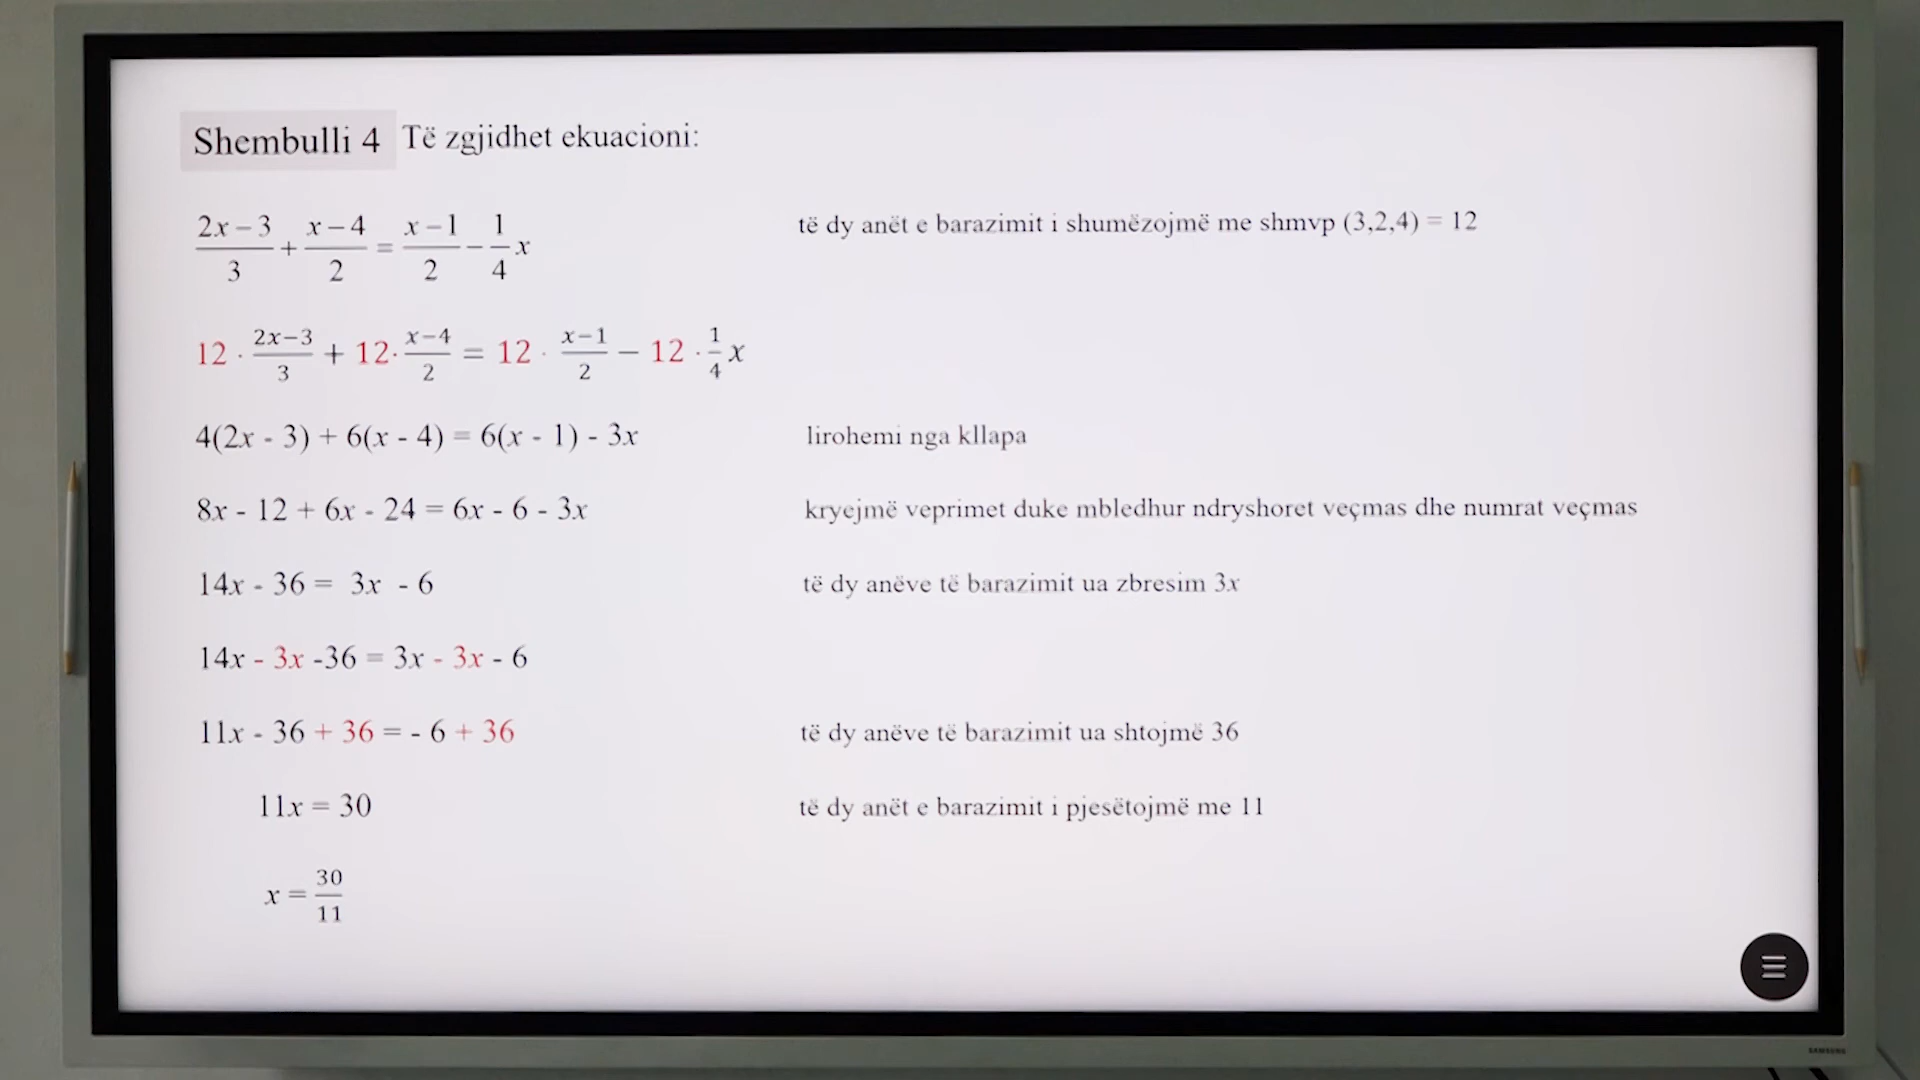 Shembulli 4 Të zgjidhet ekuacioni:
(2x – 3)/3 + (x – 4)/2 = (x – 1)/2 – 1/4 x të dy anët e barazimit i shumëzojmë me shmvp (3,2,4) = 12
12 · (2x–3)/3 + 12· (x–4)/2 = 12 · (x–1)/2 – 12 · 1/4 x
4(2x - 3) + 6(x - 4) = 6(x - 1) - 3x lirohemi nga kllapa
8x - 12 + 6x - 24 = 6x - 6 - 3x kryejmë veprimet duke mbledhur ndryshoret veçmas dhe numrat veçmas
14x - 36 = 3x - 6 të dy anëve të barazimit ua zbresim 3x
14x - 3x -36 = 3x - 3x - 6
11x - 36 + 36 = - 6 + 36 të dy anëve të barazimit ua shtojmë 36
11x = 30 të dy anët e barazimit i pjesëtojmë me 11
x = 30/11
SAMSUNG